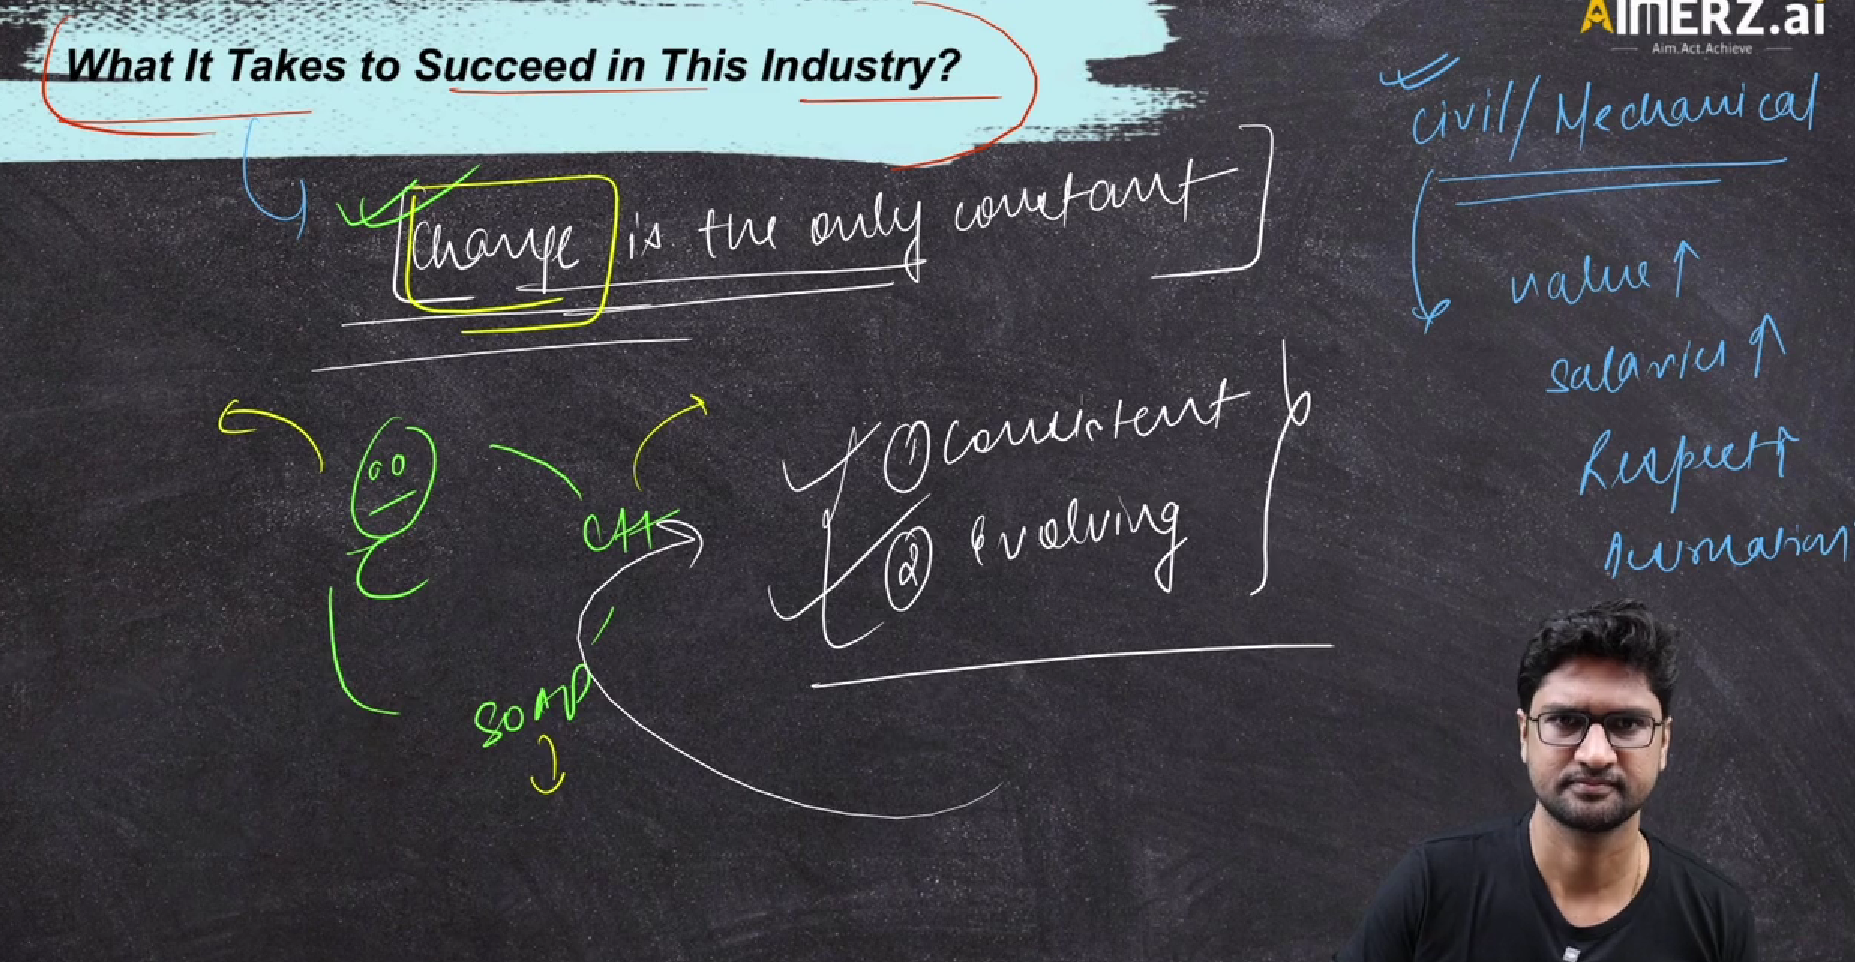 AImERZ.ai
Aim.Act.Achieve
What It Takes to Succeed in This Industry?
Civil/Mechanical
Change is the only constant
value ↑
Salaries ↑
Respect ↑
Automation
① Consistent
② Evolving
C++
SOAP